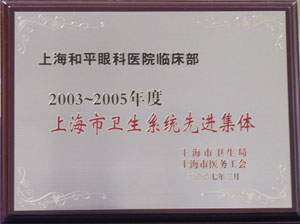 上海和平眼科医院临床部
2003~2005年度
上海市卫生系统先进集体
上海市卫生局
上海市医务工会
二〇〇七年三月